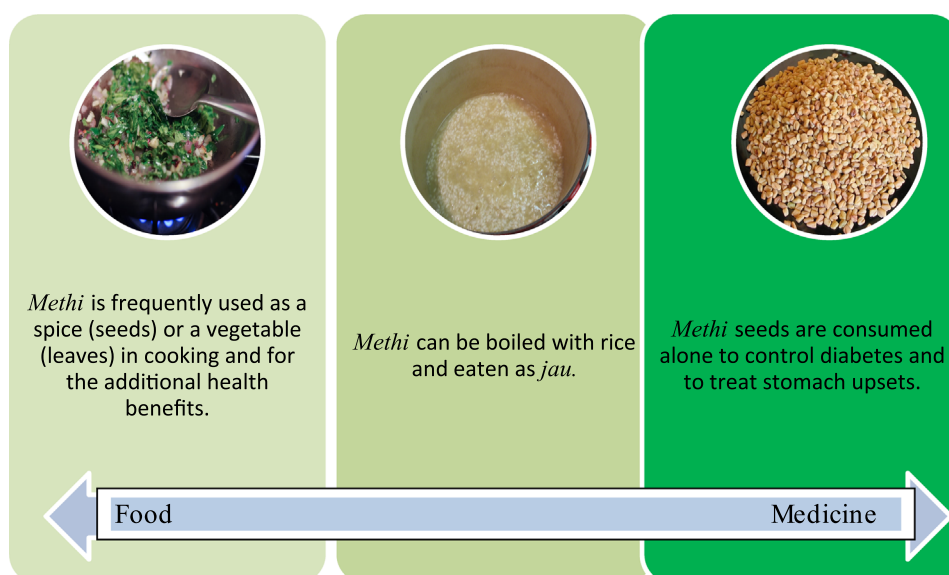 Methi is frequently used as a
spice (seeds) or a vegetable
(leaves) in cooking and for
the additional health
benefits.
Methi can be boiled with rice
and eaten as jau.
Methi seeds are consumed
alone to control diabetes and
to treat stomach upsets.
Food
Medicine